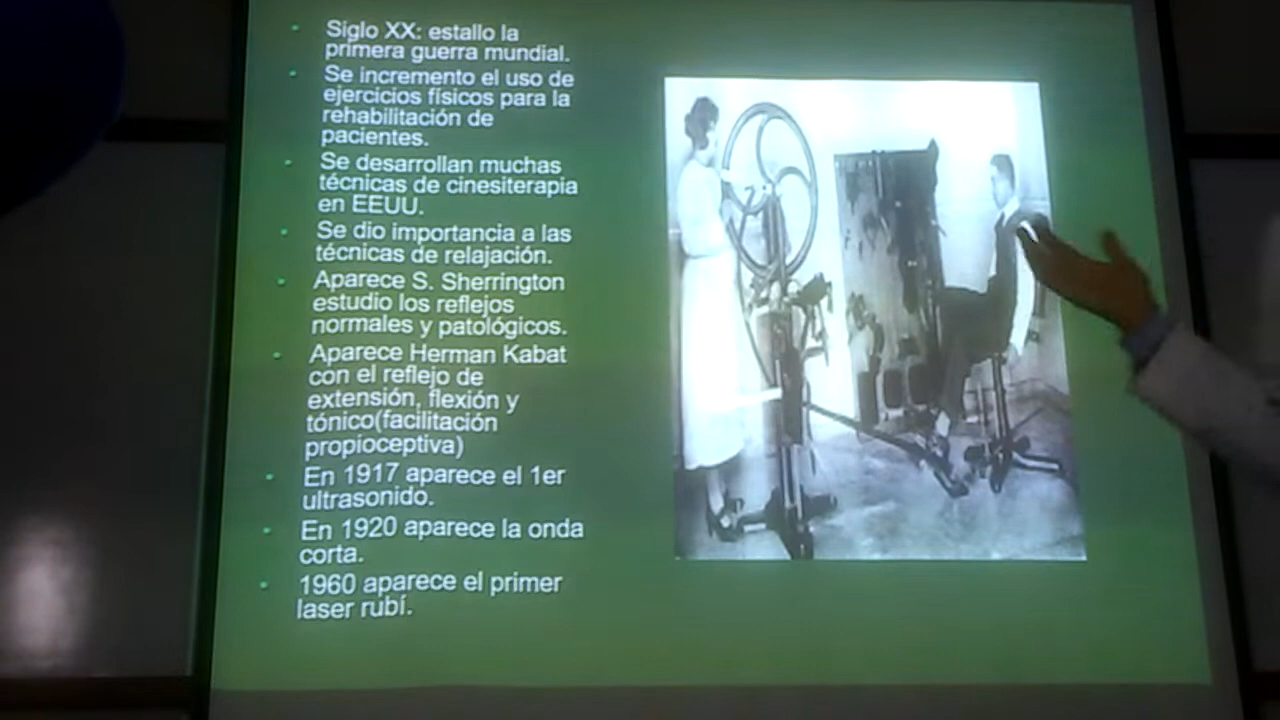 Siglo XX: estallo la
primera guerra mundial.
Se incremento el uso de
ejercicios físicos para la
rehabilitación de
pacientes.
Se desarrollan muchas
técnicas de cinesiterapia
en EEUU.
Se dio importancia a las
técnicas de relajación.
Aparece S. Sherrington
estudio los reflejos
normales y patológicos.
Aparece Herman Kabat
con el reflejo de
extensión, flexión y
tónico(facilitación
propioceptiva)
En 1917 aparece el 1er
ultrasonido.
En 1920 aparece la onda
corta.
1960 aparece el primer
laser rubí.